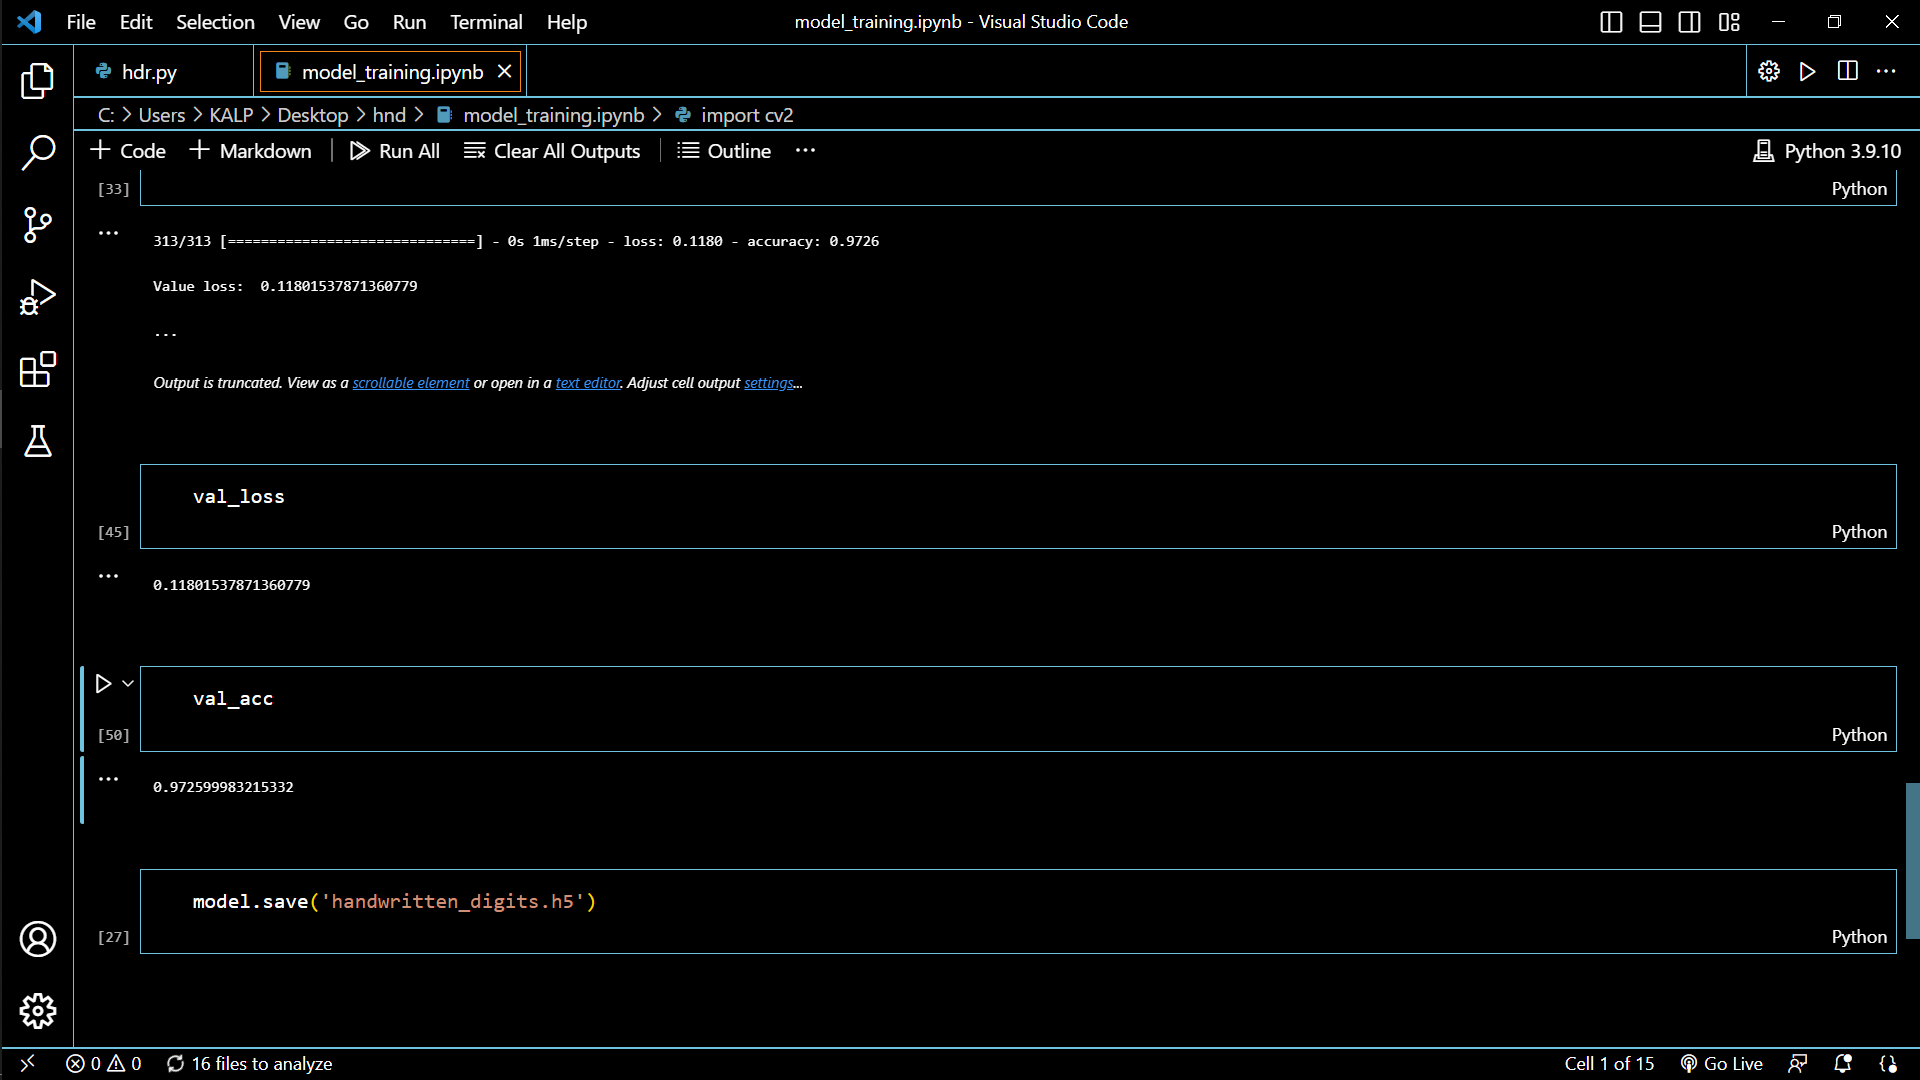 File Edit Selection View Go Run Terminal Help model_training.ipynb - Visual Studio Code
hdr.py model_training.ipynb
C: > Users > KALP > Desktop > hnd > model_training.ipynb > import cv2
+ Code + Markdown Run All Clear All Outputs Outline ... Python 3.9.10
[33] Python
...
313/313 [==============================] - 0s 1ms/step - loss: 0.1180 - accuracy: 0.9726
Value loss:  0.11801537871360779
...
Output is truncated. View as a scrollable element or open in a text editor. Adjust cell output settings...
val_loss
[45] Python
...
0.11801537871360779
val_acc
[50] Python
...
0.972599983215332
model.save('handwritten_digits.h5')
[27] Python
0 0 16 files to analyze Cell 1 of 15 Go Live